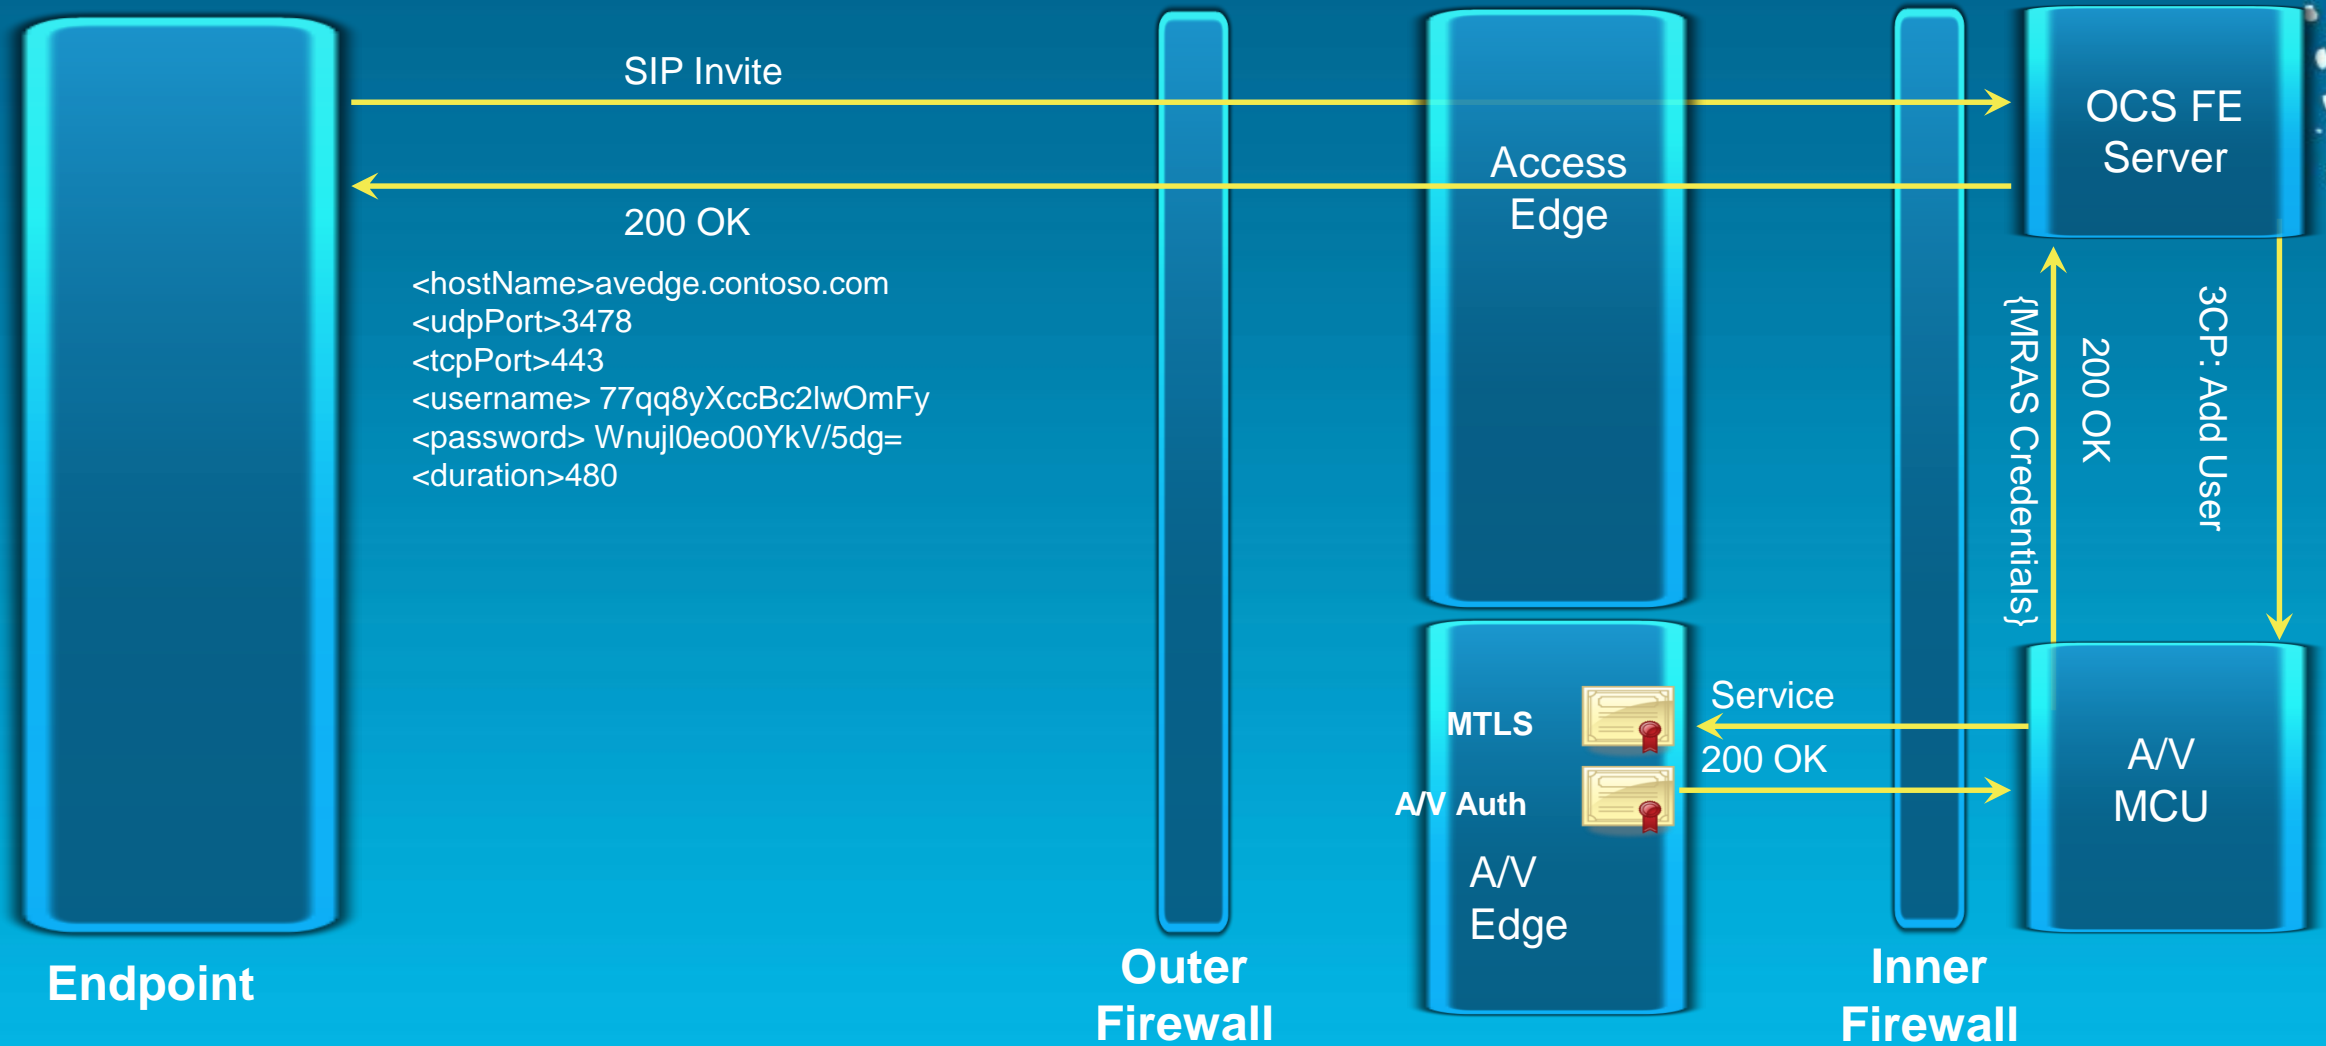 SIP Invite
200 OK
<hostName>avedge.contoso.com
<udpPort>3478
<tcpPort>443
<username> 77qq8yXccBc2lwOmFy
<password> Wnujl0eo00YkV/5dg=
<duration>480
Access
Edge
OCS FE
Server
{MRAS Credentials}
200 OK
3CP: Add User
Service
200 OK
MTLS
A/V Auth
A/V
Edge
A/V
MCU
Endpoint
Outer
Firewall
Inner
Firewall